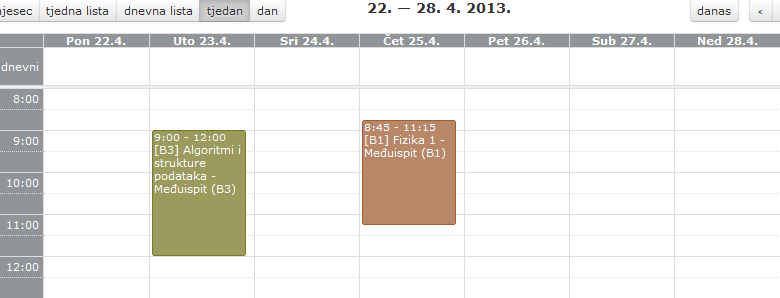 mjesec tjedna lista dnevna lista tjedan dan 22. — 28. 4. 2013. danas ‹
Pon 22.4. Uto 23.4. Sri 24.4. Čet 25.4. Pet 26.4. Sub 27.4. Ned 28.4.
dnevni
8:00
9:00
10:00
11:00
12:00
9:00 - 12:00
[B3] Algoritmi i
strukture
podataka -
Međuispit (B3)
8:45 - 11:15
[B1] Fizika 1 -
Međuispit (B1)